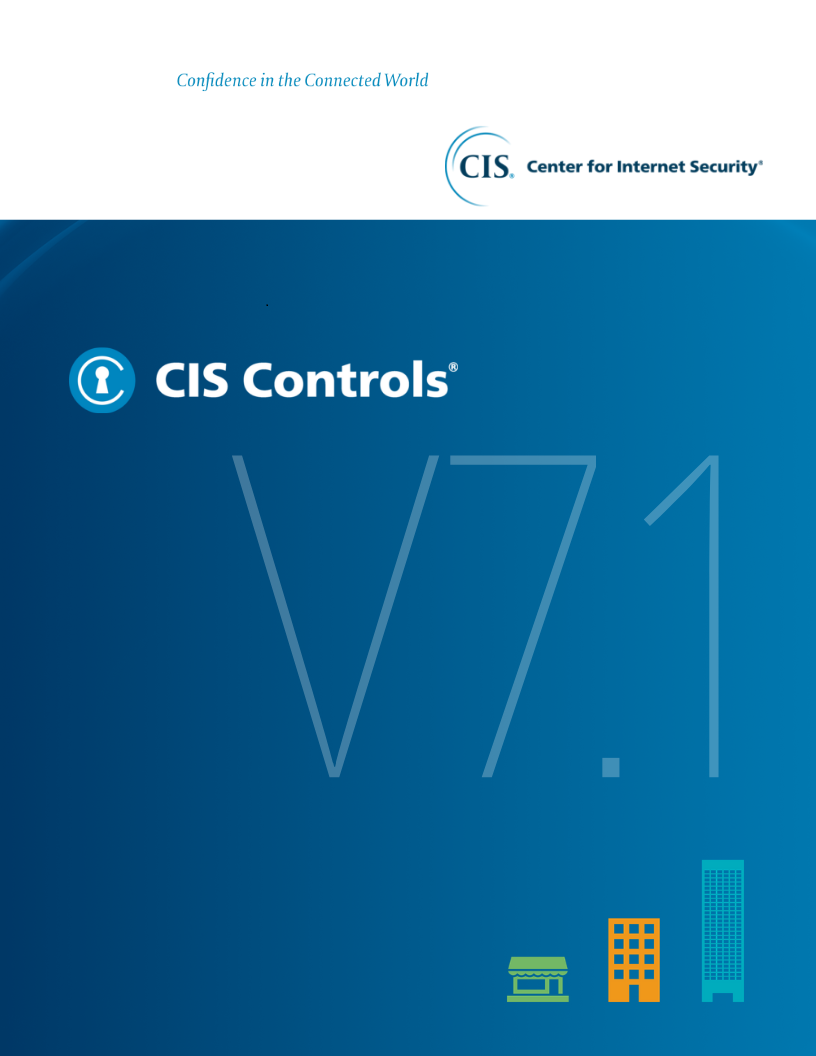 Confidence in the Connected World
CIS® Center for Internet Security®
CIS Controls®
V7.1